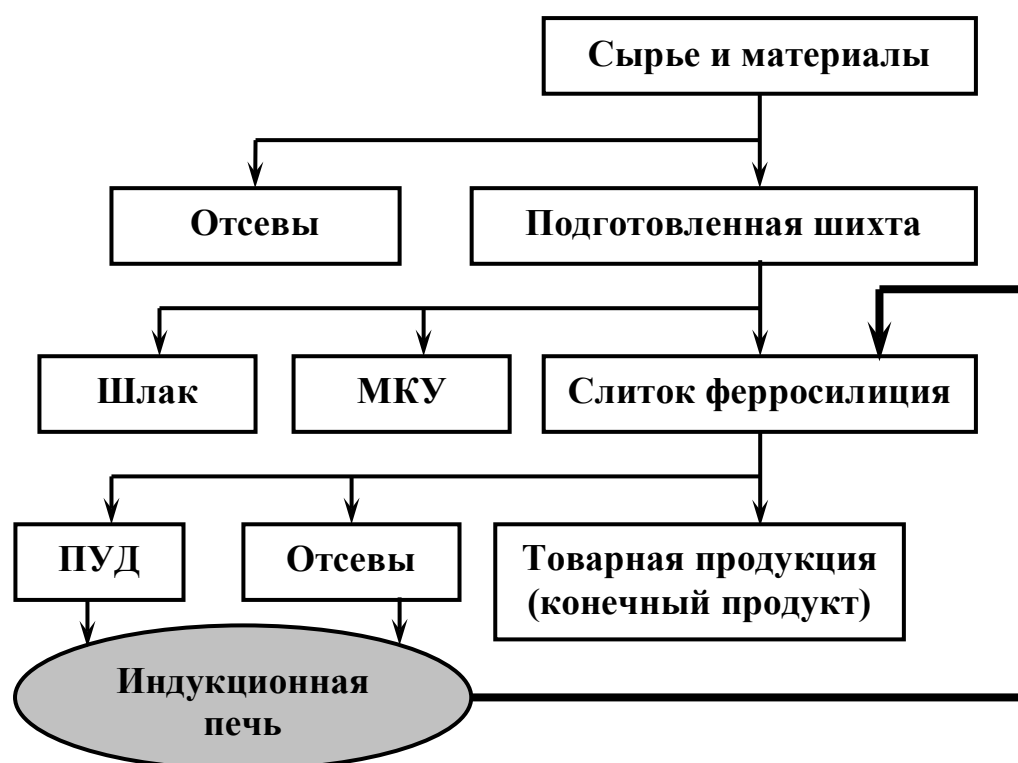 Сырье и материалы
Отсевы
Подготовленная шихта
Шлак
МКУ
Слиток ферросилиция
ПУД
Отсевы
Товарная продукция
(конечный продукт)
Индукционная
печь